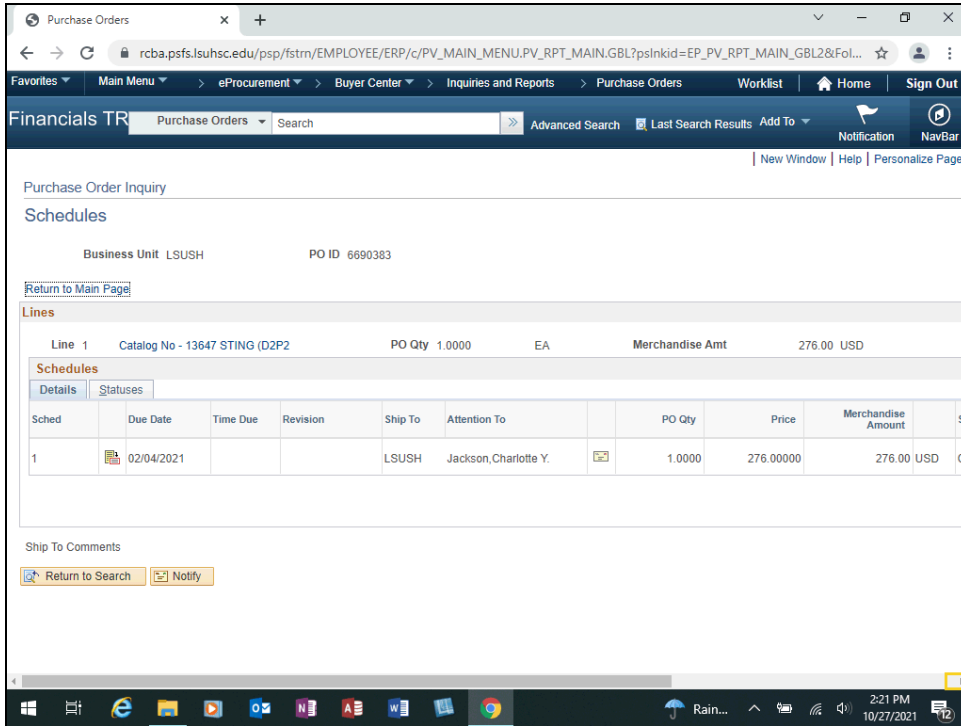 Purchase Orders
rcba.psfs.lsuhsc.edu/psp/fstrn/EMPLOYEE/ERP/c/PV_MAIN_MENU.PV_RPT_MAIN.GBL?pslnkid=EP_PV_RPT_MAIN_GBL2&Fol...
Favorites Main Menu > eProcurement > Buyer Center > Inquiries and Reports > Purchase Orders Worklist Home Sign Out
Financials TR Purchase Orders Search Advanced Search Last Search Results Add To Notification NavBar
New Window | Help | Personalize Page
Purchase Order Inquiry
Schedules
Business Unit LSUSH PO ID 6690383
Return to Main Page
Lines
Line 1 Catalog No - 13647 STING (D2P2 PO Qty 1.0000 EA Merchandise Amt 276.00 USD
Schedules
Details Statuses
Sched Due Date Time Due Revision Ship To Attention To PO Qty Price Merchandise Amount
1 02/04/2021 LSUSH Jackson,Charlotte Y. 1.0000 276.00000 276.00 USD
Ship To Comments
Return to Search Notify
Rain... 2:21 PM
10/27/2021 12